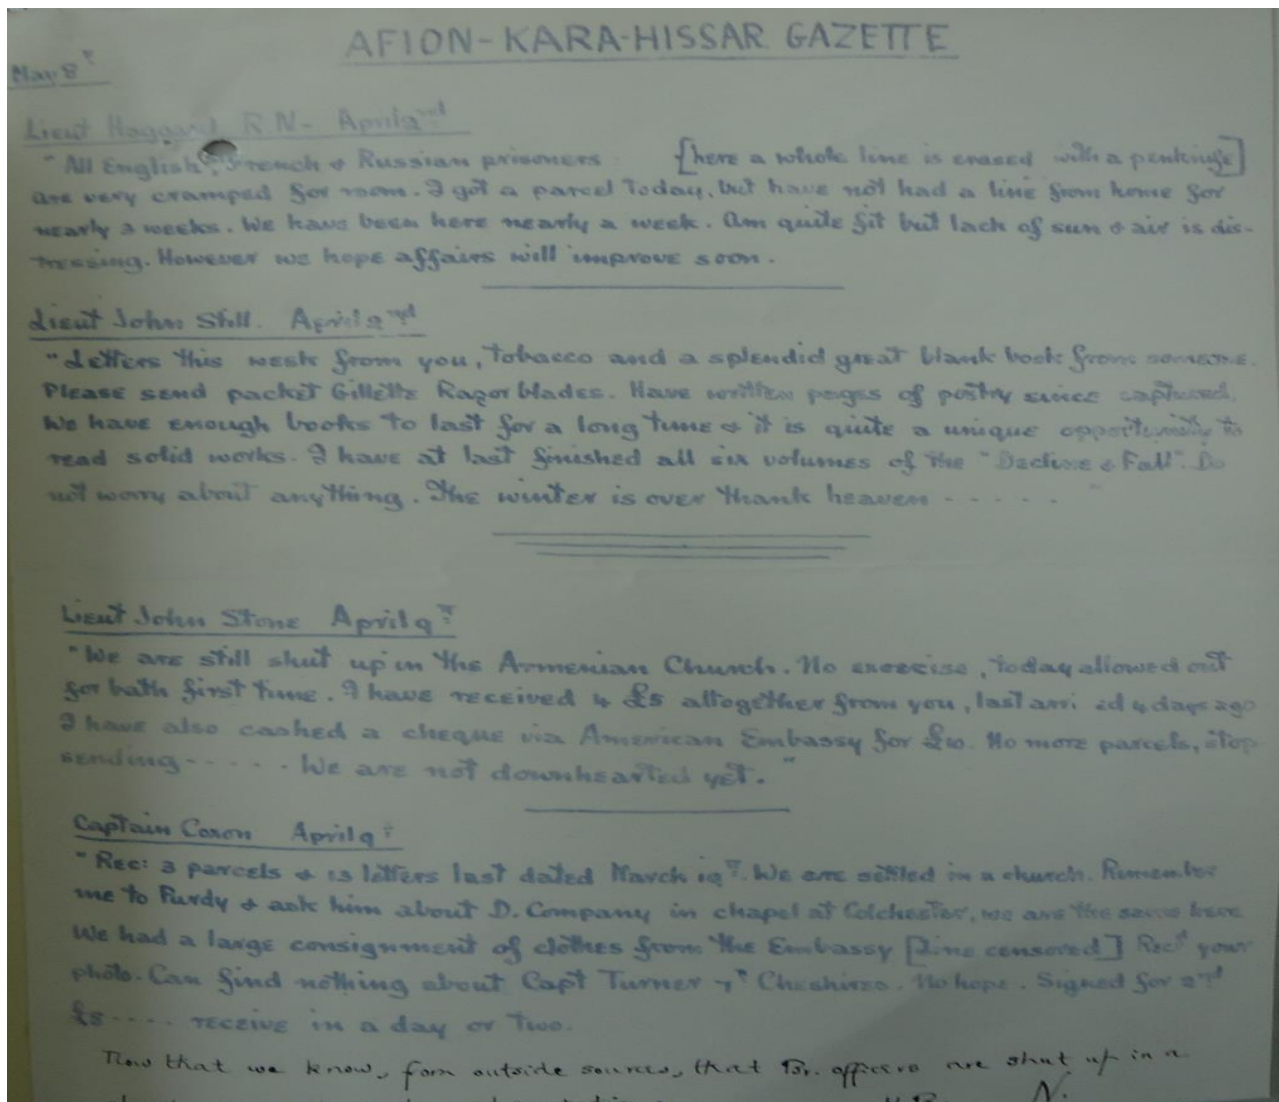 AFION-KARA-HISSAR GAZETTE
May 8th
Lieut Haggard R.N- April 2nd
"All English, French & Russian prisoners [here a whole line is erased with a penknife]
are very cramped for room. I got a parcel today, but have not had a line from home for
nearly 3 weeks. We have been here nearly a week. Am quite fit but lack of sun & air is dis-
tressing. However we hope affairs will improve soon.
Lieut John Still. April 2nd
"Letters this week from you, tobacco and a splendid great blank book from someone.
Please send packet Gillette Razor blades. Have written pages of poetry since captured.
We have enough books to last for a long time & it is quite a unique opportunity to
read solid works. I have at last finished all six volumes of the "Decline & Fall". Do
not worry about anything. The winter is over thank heaven - - - - - "
Lieut John Stone April 9th
"We are still shut up in the Armenian Church. No exercise, today allowed out
for bath first time. I have received 4 £5 altogether from you, last arri ed 4 days ago
I have also cashed a cheque via American Embassy for £10. No more parcels, stop
sending - - - - - . We are not downhearted yet."
Captain Coxon April 9th
"Rec: 3 parcels & 13 letters last dated March 19th. We are settled in a church. Remember
me to Purdy & ask him about D. Company in chapel at Colchester, we are the same here
We had a large consignment of clothes from the Embassy [Line censored] Recd your
photo. Can find nothing about Capt Turner 7th Cheshires. No hope. Signed for 2nd
£5 - - - - receive in a day or two.
Now that we know, from outside sources, that Br. officers are shut up in a
N.